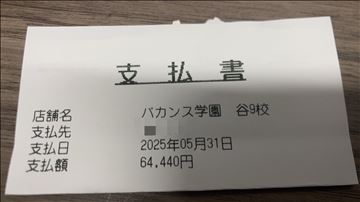 支払書
店舗名 バカンス学園 谷9校
支払先
支払日 2025年05月31日
支払額 64,440円